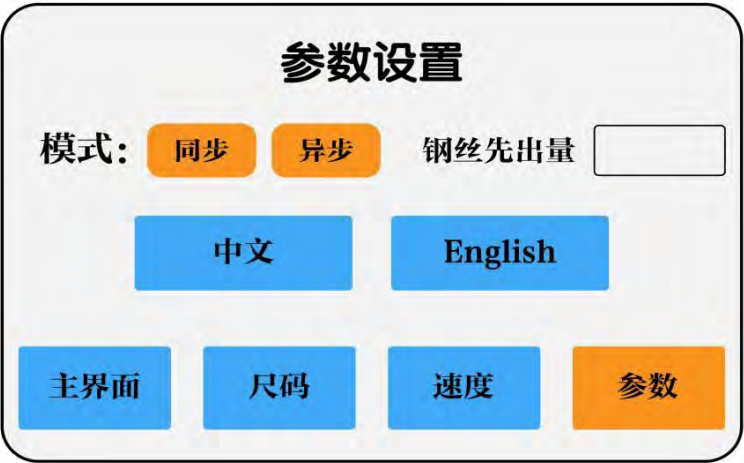 参数设置
模式： 同步 异步 钢丝先出量
中文 English
主界面 尺码 速度 参数